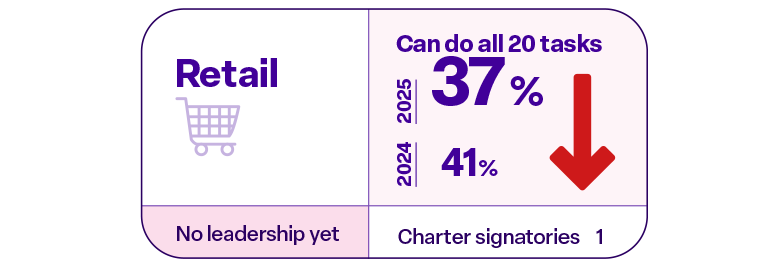 Retail
Can do all 20 tasks
2025
37%
2024
41%
No leadership yet
Charter signatories 1